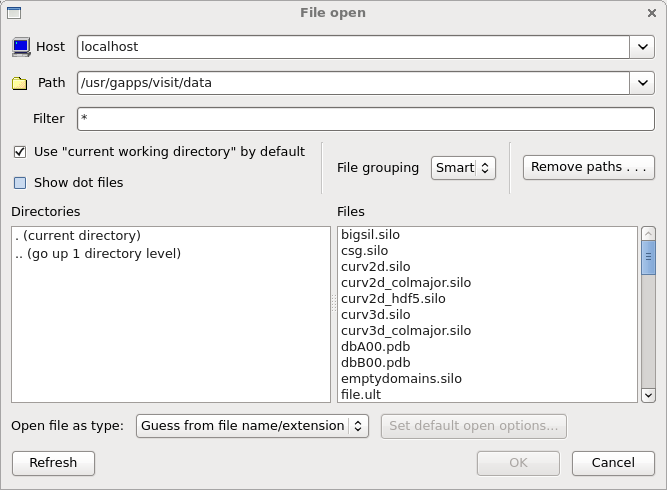 File open
Host localhost
Path /usr/gapps/visit/data
Filter *
Use "current working directory" by default
Show dot files
File grouping Smart
Remove paths . . .
Directories
. (current directory)
.. (go up 1 directory level)
Files
bigsil.silo
csg.silo
curv2d.silo
curv2d_colmajor.silo
curv2d_hdf5.silo
curv3d.silo
curv3d_colmajor.silo
dbA00.pdb
dbB00.pdb
emptydomains.silo
file.ult
Open file as type: Guess from file name/extension Set default open options...
Refresh OK Cancel